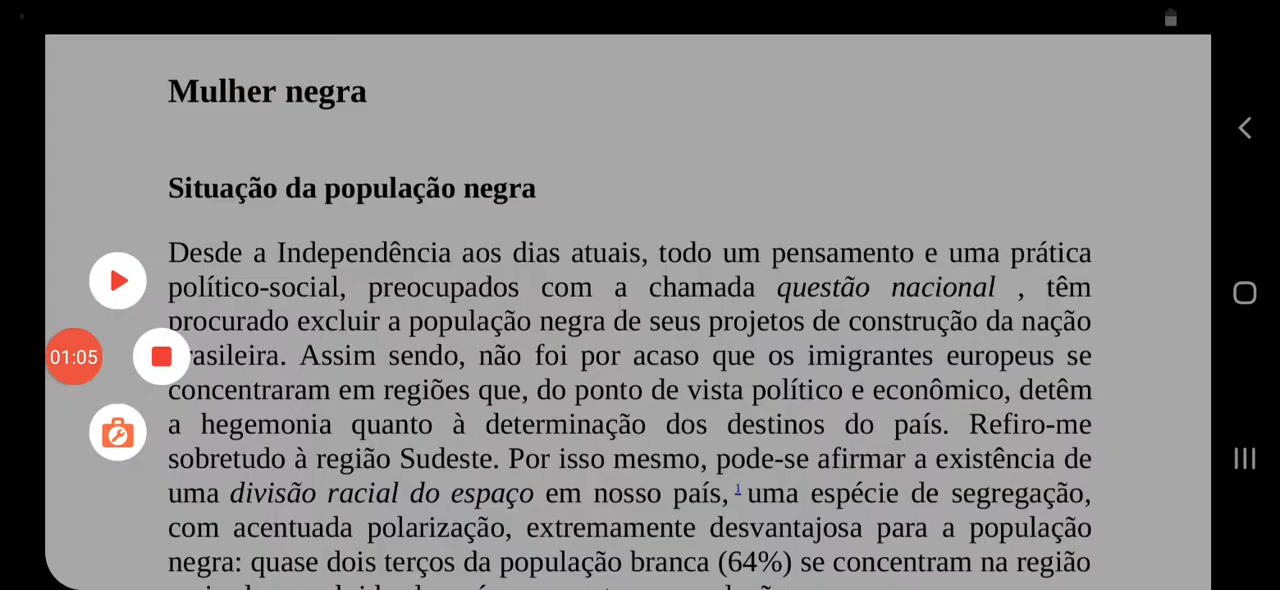 Mulher negra
Situação da população negra
Desde a Independência aos dias atuais, todo um pensamento e uma prática
político-social, preocupados com a chamada questão nacional , têm
procurado excluir a população negra de seus projetos de construção da nação
rasileira. Assim sendo, não foi por acaso que os imigrantes europeus se
01:05
concentraram em regiões que, do ponto de vista político e econômico, detêm
a hegemonia quanto à determinação dos destinos do país. Refiro-me
sobretudo à região Sudeste. Por isso mesmo, pode-se afirmar a existência de
uma divisão racial do espaço em nosso país, 1 uma espécie de segregação,
com acentuada polarização, extremamente desvantajosa para a população
negra: quase dois terços da população branca (64%) se concentram na região